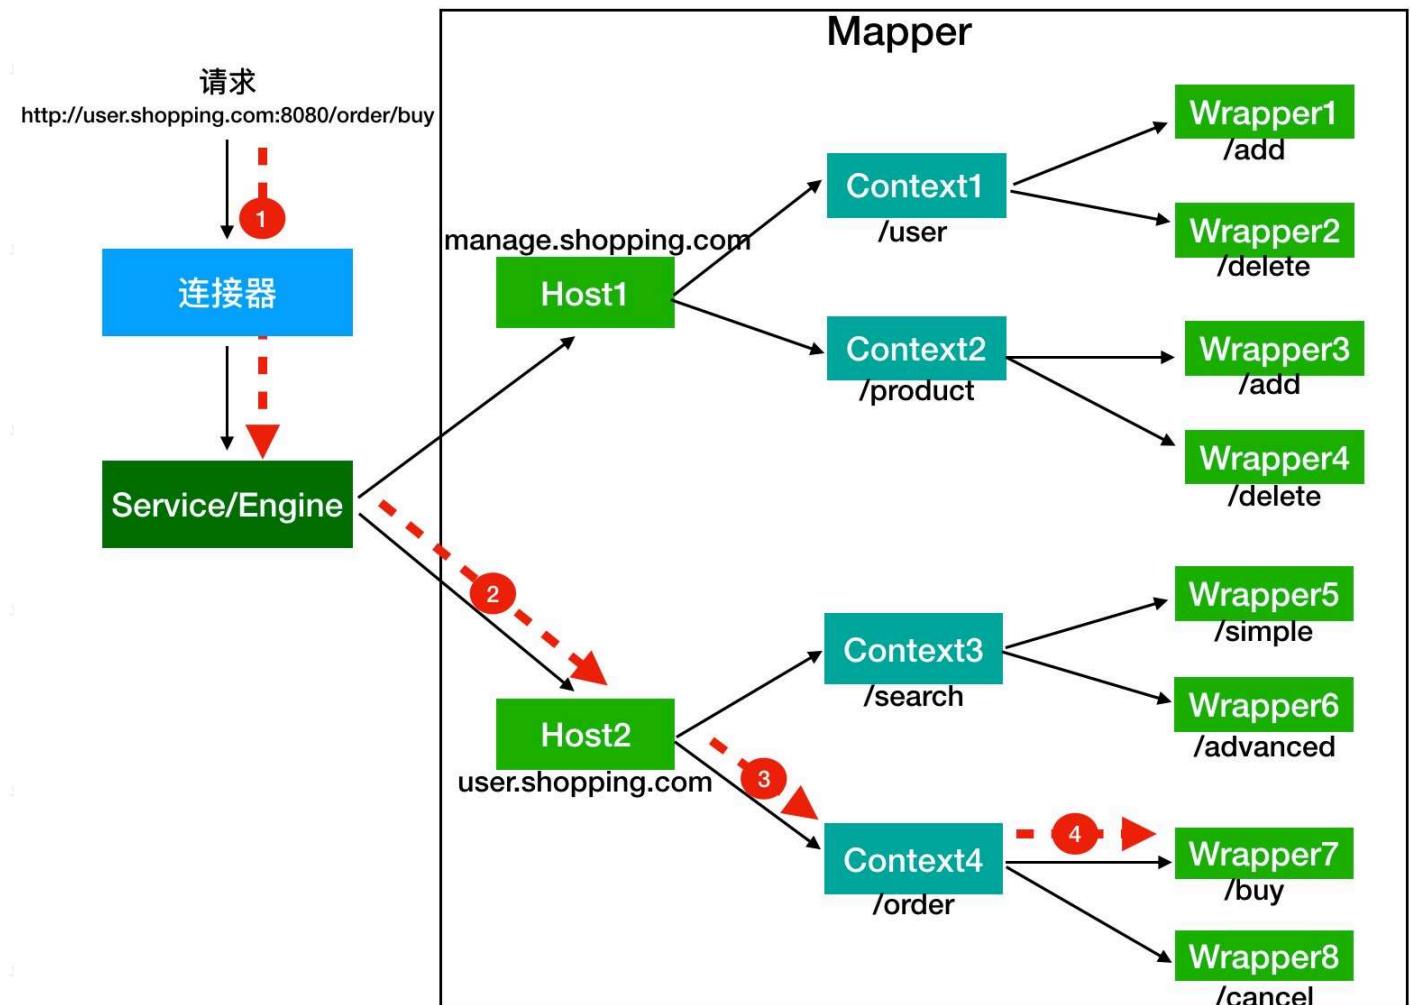 Mapper
请求
http://user.shopping.com:8080/order/buy
1
连接器
Service/Engine
manage.shopping.com
Host1
2
Host2
user.shopping.com
Context1
/user
Context2
/product
3
Context3
/search
Context4
/order
4
Wrapper1
/add
Wrapper2
/delete
Wrapper3
/add
Wrapper4
/delete
Wrapper5
/simple
Wrapper6
/advanced
Wrapper7
/buy
Wrapper8
/cancel